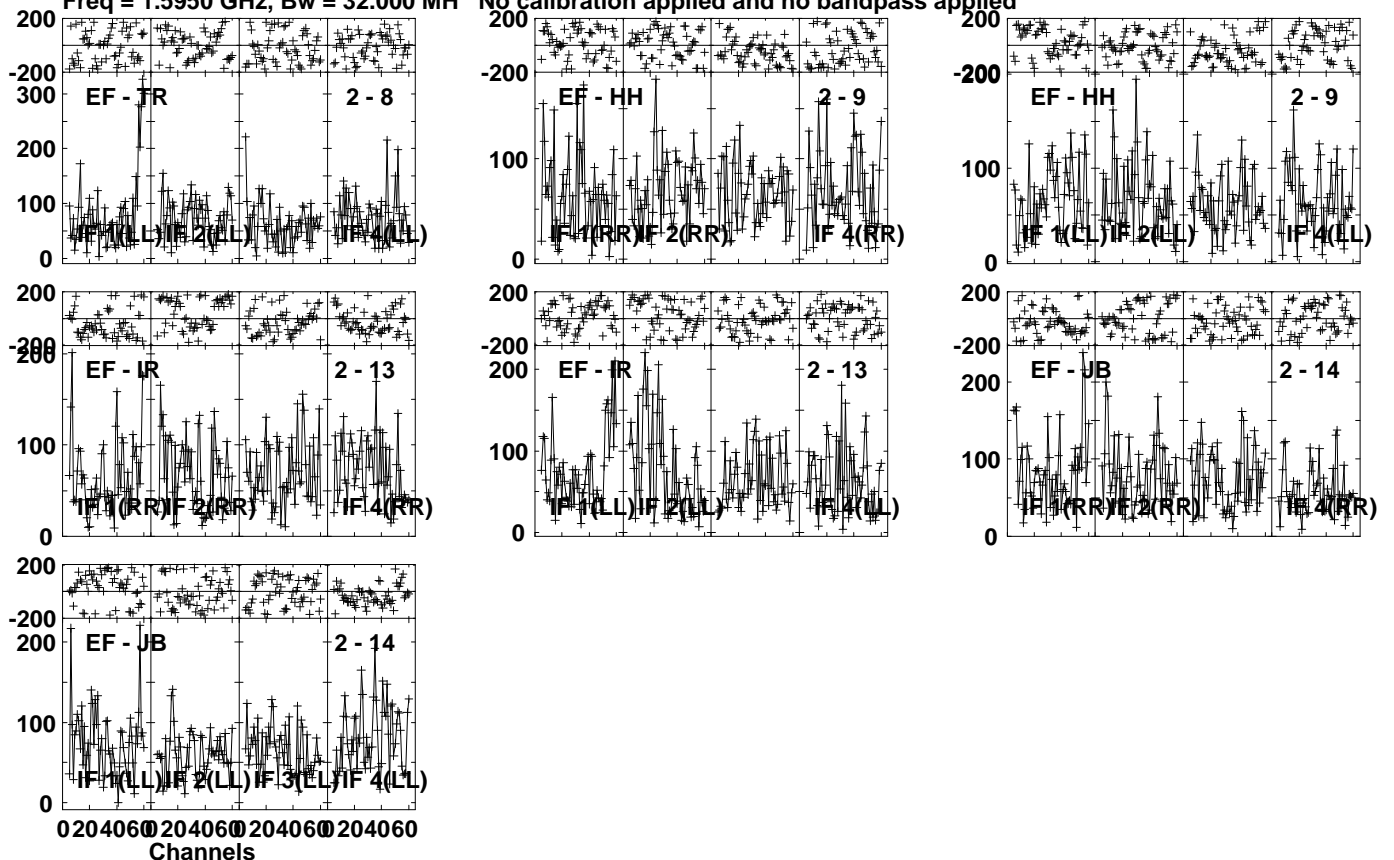 Freq = 1.5950 GHz, Bw = 32.000 MH No calibration applied and no bandpass applied
200
-200
300
200
100
0
EF - TR 2 - 8
IF 1(LL) IF 2(LL) IF 4(LL)
200
-200
100
0
EF - HH 2 - 9
IF 1(RR) IF 2(RR) IF 4(RR)
200
-200
200
100
0
EF - HH 2 - 9
IF 1(LL) IF 2(LL) IF 4(LL)
200
-200
200
100
0
EF - IR 2 - 13
IF 1(RR) IF 2(RR) IF 4(RR)
200
-200
200
100
0
EF - IR 2 - 13
IF 1(LL) IF 2(LL) IF 4(LL)
200
-200
200
100
0
EF - JB 2 - 14
IF 1(RR) IF 2(RR) IF 4(RR)
200
-200
200
100
0
EF - JB 2 - 14
IF 1(LL) IF 2(LL) IF 3(LL) IF 4(LL)
0 20 40 60 0 20 40 60 0 20 40 60 0 20 40 60
Channels